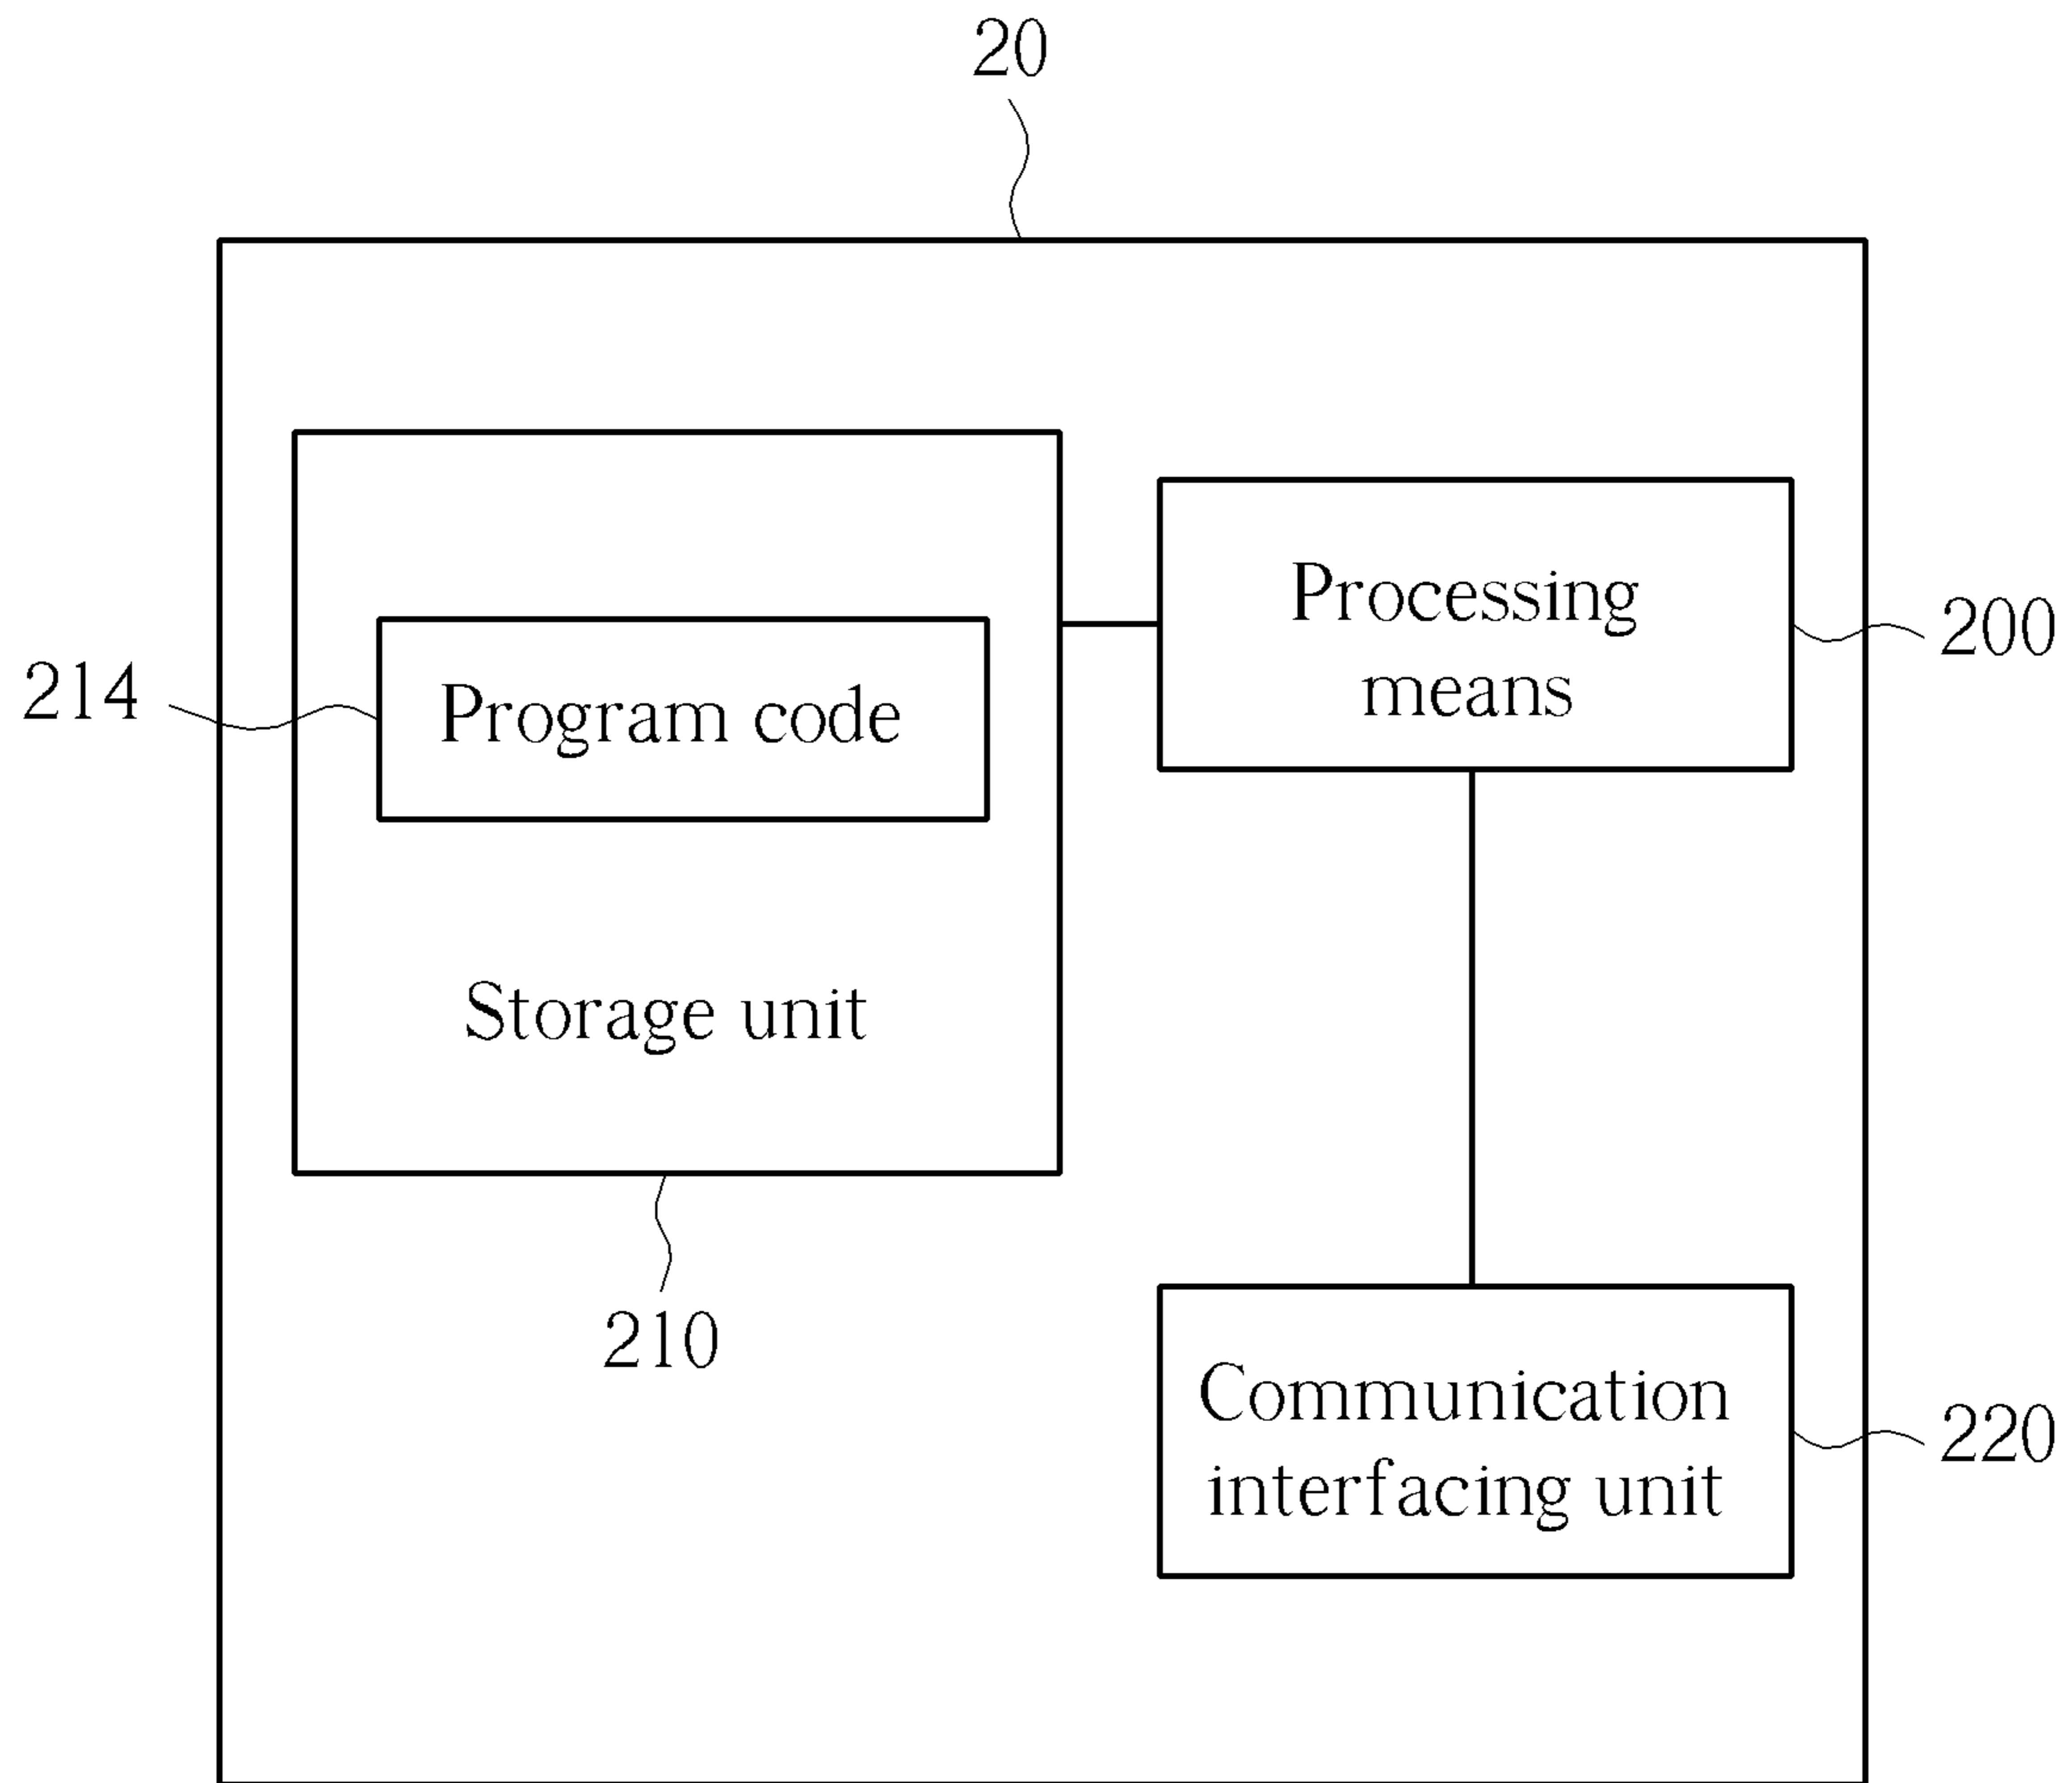 20
Processing
means
200
214
Program code
Storage unit
210
Communication
interfacing unit
220